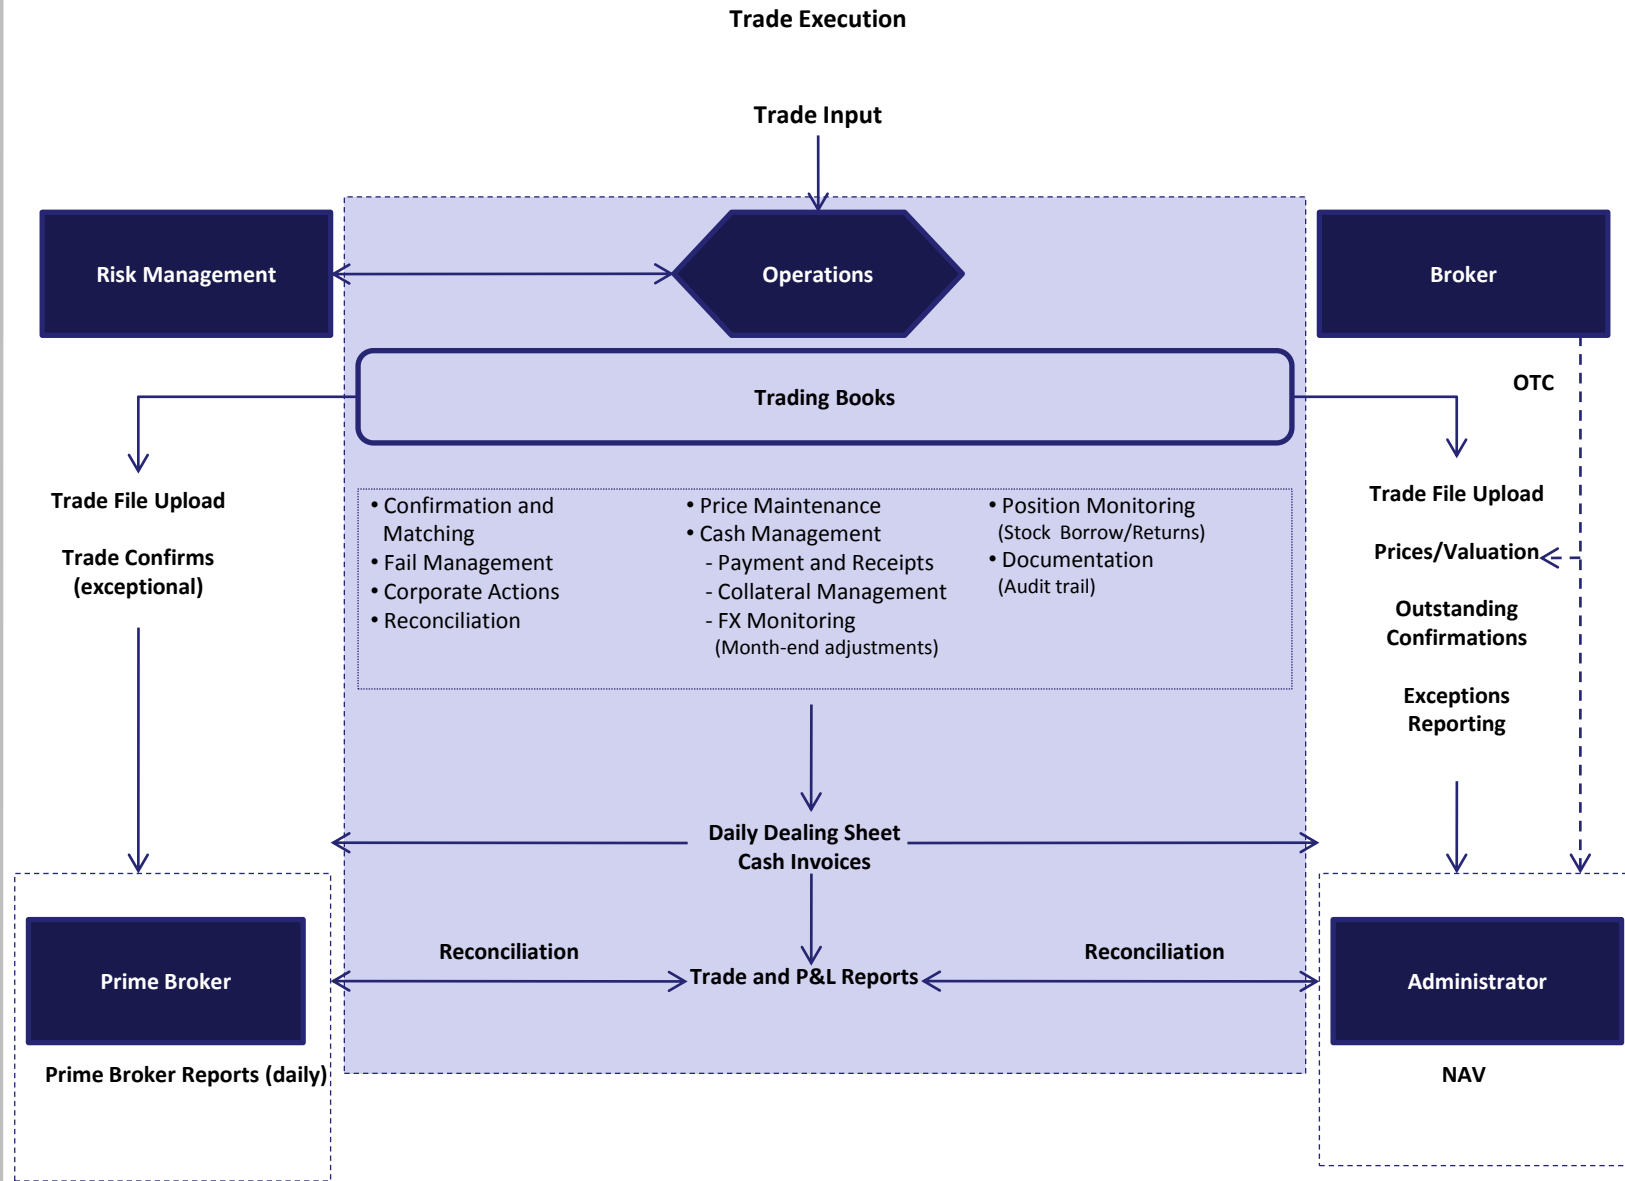 Trade Execution
Trade Input
Risk Management
Operations
Broker
Trading Books
OTC
Trade File Upload
Trade Confirms
(exceptional)
• Confirmation and
Matching
• Fail Management
• Corporate Actions
• Reconciliation
• Price Maintenance
• Cash Management
- Payment and Receipts
- Collateral Management
- FX Monitoring
(Month-end adjustments)
• Position Monitoring
(Stock Borrow/Returns)
• Documentation
(Audit trail)
Trade File Upload
Prices/Valuation
Outstanding
Confirmations
Exceptions
Reporting
Daily Dealing Sheet
Cash Invoices
Reconciliation
Reconciliation
Prime Broker
Trade and P&L Reports
Administrator
Prime Broker Reports (daily)
NAV